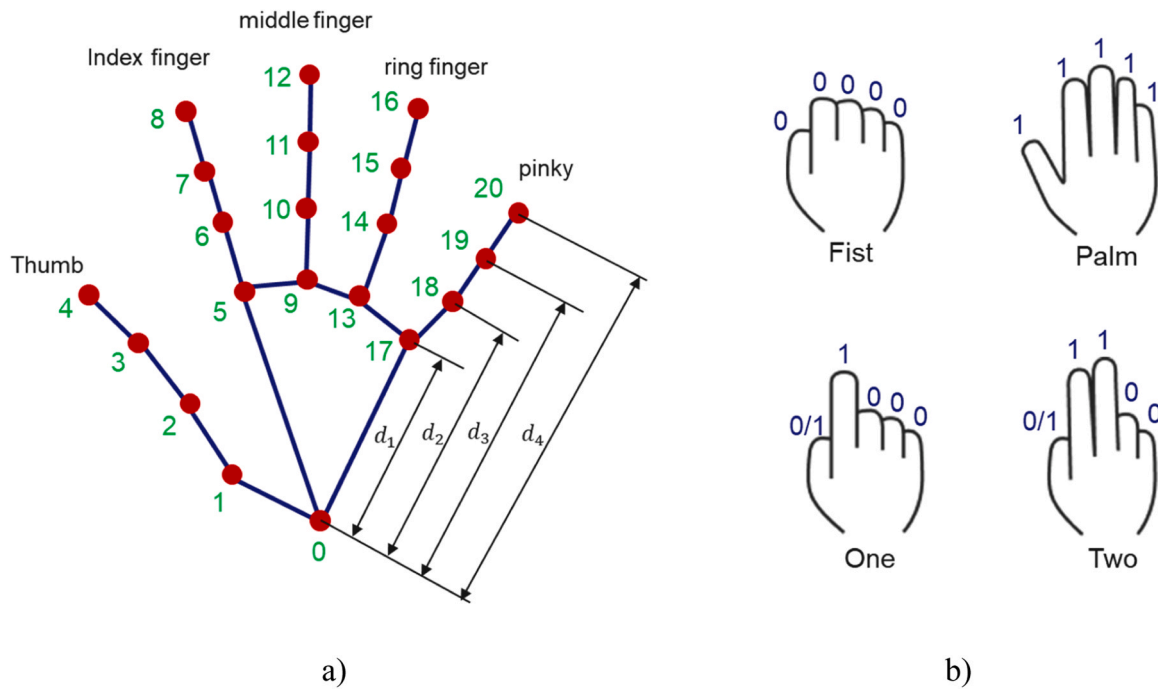 middle finger
Index finger
12
ring finger
8
16
11
7
15
pinky
10
20
6
14
19
Thumb
18
4
5
9
13
17
3
2
d₁
d₂
d₃
d₄
1
0
a)
0 0 0 0 0
Fist
1 1 1 1 1
Palm
0/1 1 0 0 0
One
0/1 1 1 0 0
Two
b)